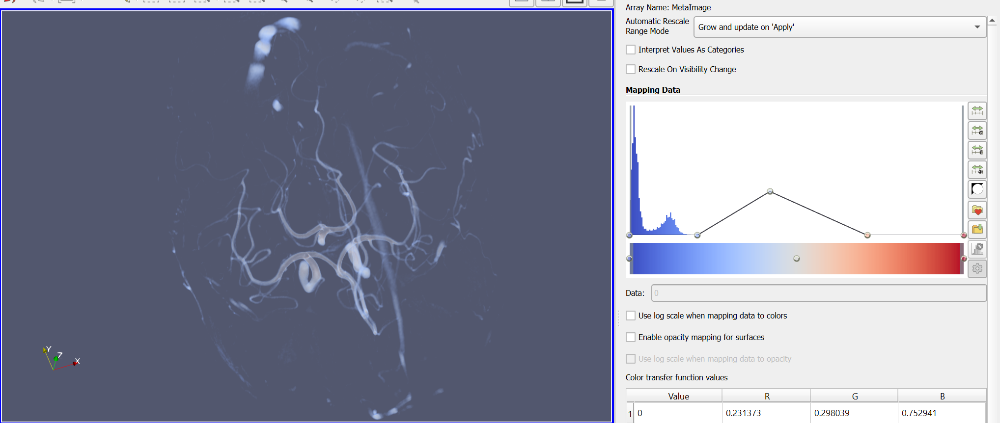 Array Name: MetaImage
Automatic Rescale
Range Mode
Grow and update on 'Apply'
Interpret Values As Categories
Rescale On Visibility Change
Mapping Data
Data:
0
Use log scale when mapping data to colors
Enable opacity mapping for surfaces
Use log scale when mapping data to opacity
Color transfer function values
Value R G B
1 0 0.231373 0.298039 0.752941
Y
Z
X
c
t